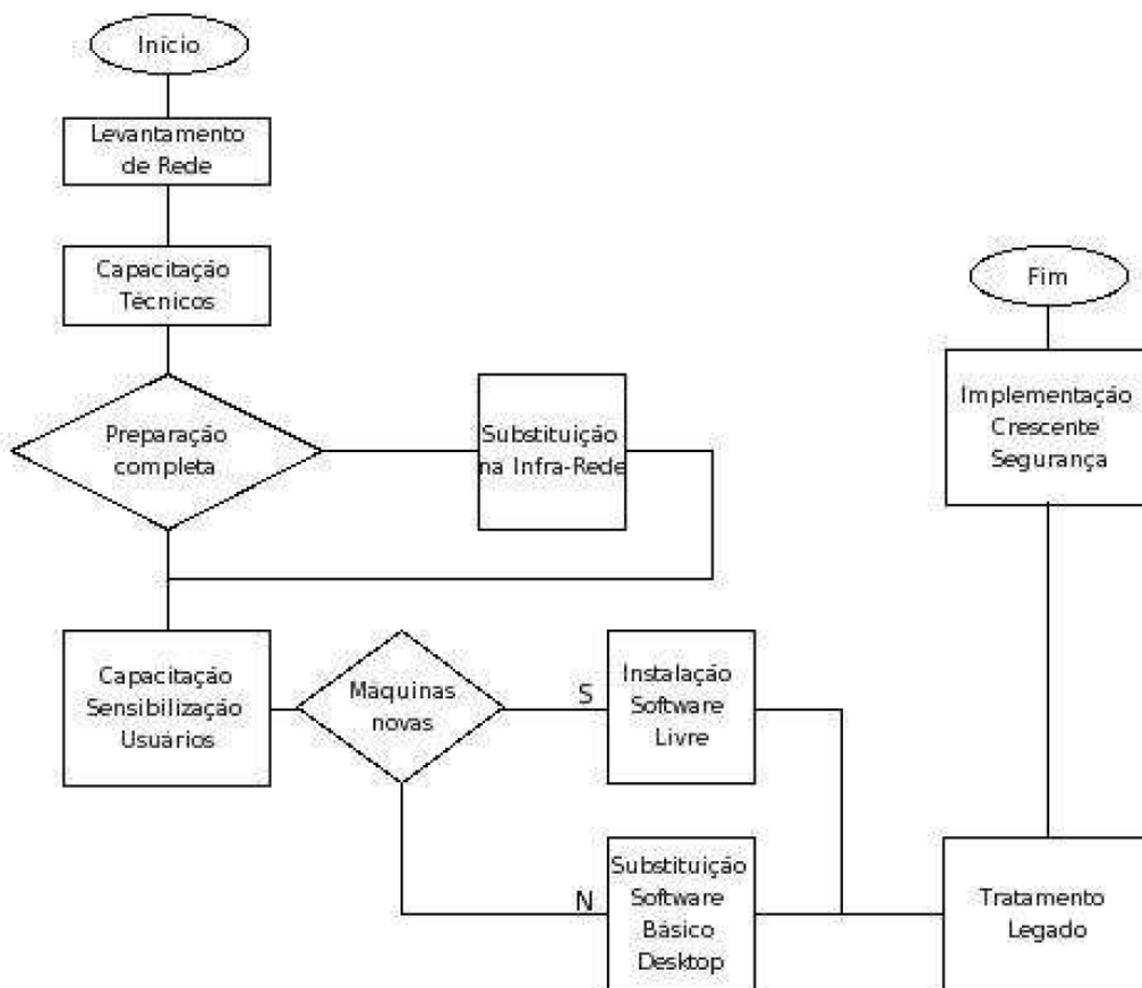 Início
Levantamento
de Rede
Capacitação
Técnicos
Preparação
completa
Substituição
na Infra-Rede
Capacitação
Sensibilização
Usuários
Maquinas
novas
S
Instalação
Software
Livre
N
Substituição
Software
Básico
Desktop
Tratamento
Legado
Implementação
Crescente
Segurança
Fim